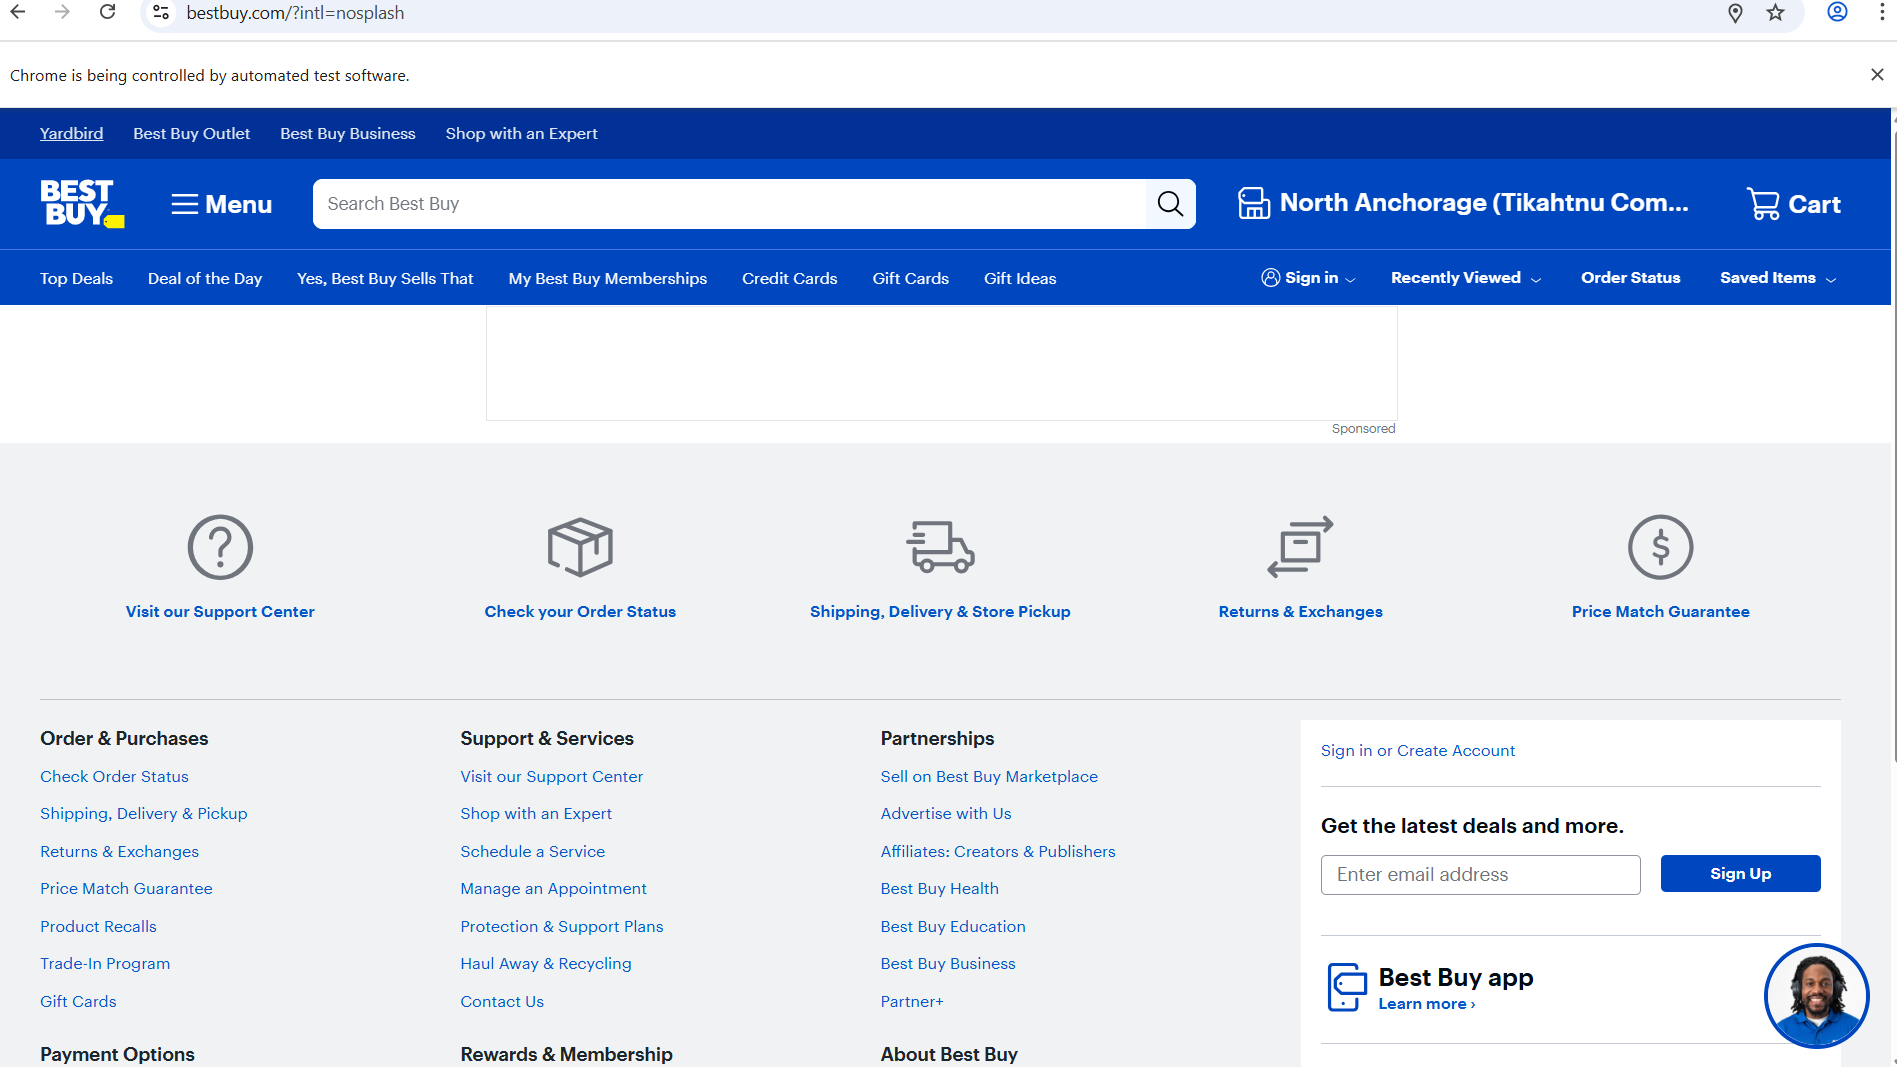 bestbuy.com/?intl=nosplash
Chrome is being controlled by automated test software.
Yardbird Best Buy Outlet Best Buy Business Shop with an Expert
BEST
BUY
Menu
Search Best Buy
North Anchorage (Tikahtnu Com...
Cart
Top Deals Deal of the Day Yes, Best Buy Sells That My Best Buy Memberships Credit Cards Gift Cards Gift Ideas Sign in Recently Viewed Order Status Saved Items
Sponsored
Visit our Support Center Check your Order Status Shipping, Delivery & Store Pickup Returns & Exchanges Price Match Guarantee
Order & Purchases
Check Order Status
Shipping, Delivery & Pickup
Returns & Exchanges
Price Match Guarantee
Product Recalls
Trade-In Program
Gift Cards
Payment Options
Support & Services
Visit our Support Center
Shop with an Expert
Schedule a Service
Manage an Appointment
Protection & Support Plans
Haul Away & Recycling
Contact Us
Rewards & Membership
Partnerships
Sell on Best Buy Marketplace
Advertise with Us
Affiliates: Creators & Publishers
Best Buy Health
Best Buy Education
Best Buy Business
Partner+
About Best Buy
Sign in or Create Account
Get the latest deals and more.
Enter email address
Sign Up
Best Buy app
Learn more ›